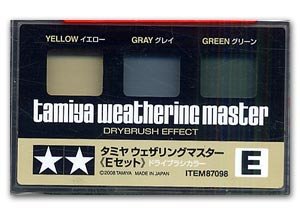 YELLOW イエロー GRAY グレイ GREEN グリーン
tamiya weathering master
DRYBRUSH EFFECT
タミヤ ウェザリングマスター
《Eセット》ドライブラシカラー
E
©2008 TAMIYA MADE IN JAPAN ITEM87098